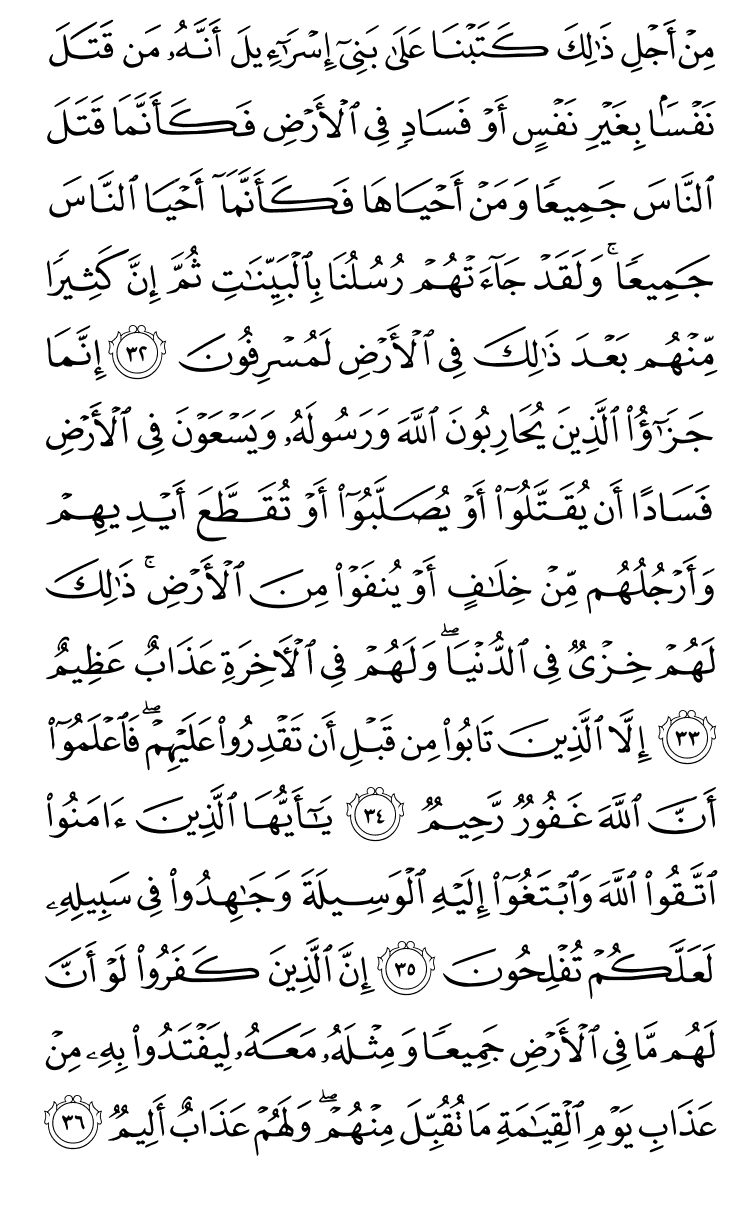 مِنْ أَجْلِ ذَٰلِكَ كَتَبْنَا عَلَىٰ بَنِىٓ إِسْرَٰٓءِيلَ أَنَّهُۥ مَن قَتَلَ
نَفْسًۢا بِغَيْرِ نَفْسٍ أَوْ فَسَادٍ فِى ٱلْأَرْضِ فَكَأَنَّمَا قَتَلَ
ٱلنَّاسَ جَمِيعًا وَمَنْ أَحْيَاهَا فَكَأَنَّمَآ أَحْيَا ٱلنَّاسَ
جَمِيعًا ۚ وَلَقَدْ جَآءَتْهُمْ رُسُلُنَا بِٱلْبَيِّنَٰتِ ثُمَّ إِنَّ كَثِيرًا
مِّنْهُم بَعْدَ ذَٰلِكَ فِى ٱلْأَرْضِ لَمُسْرِفُونَ ٣٢ إِنَّمَا
جَزَٰٓؤُا۟ ٱلَّذِينَ يُحَارِبُونَ ٱللَّهَ وَرَسُولَهُۥ وَيَسْعَوْنَ فِى ٱلْأَرْضِ
فَسَادًا أَن يُقَتَّلُوٓا۟ أَوْ يُصَلَّبُوٓا۟ أَوْ تُقَطَّعَ أَيْدِيهِمْ
وَأَرْجُلُهُم مِّنْ خِلَٰفٍ أَوْ يُنفَوْا۟ مِنَ ٱلْأَرْضِ ۚ ذَٰلِكَ
لَهُمْ خِزْىٌ فِى ٱلدُّنْيَا ۖ وَلَهُمْ فِى ٱلْءَاخِرَةِ عَذَابٌ عَظِيمٌ
٣٣ إِلَّا ٱلَّذِينَ تَابُوا۟ مِن قَبْلِ أَن تَقْدِرُوا۟ عَلَيْهِمْ ۖ فَٱعْلَمُوٓا۟
أَنَّ ٱللَّهَ غَفُورٌ رَّحِيمٌ ٣٤ يَٰٓأَيُّهَا ٱلَّذِينَ ءَامَنُوا۟
ٱتَّقُوا۟ ٱللَّهَ وَٱبْتَغُوٓا۟ إِلَيْهِ ٱلْوَسِيلَةَ وَجَٰهِدُوا۟ فِى سَبِيلِهِۦ
لَعَلَّكُمْ تُفْلِحُونَ ٣٥ إِنَّ ٱلَّذِينَ كَفَرُوا۟ لَوْ أَنَّ
لَهُم مَّا فِى ٱلْأَرْضِ جَمِيعًا وَمِثْلَهُۥ مَعَهُۥ لِيَفْتَدُوا۟ بِهِۦ مِنْ
عَذَابِ يَوْمِ ٱلْقِيَٰمَةِ مَا تُقُبِّلَ مِنْهُمْ ۖ وَلَهُمْ عَذَابٌ أَلِيمٌ ٣٦